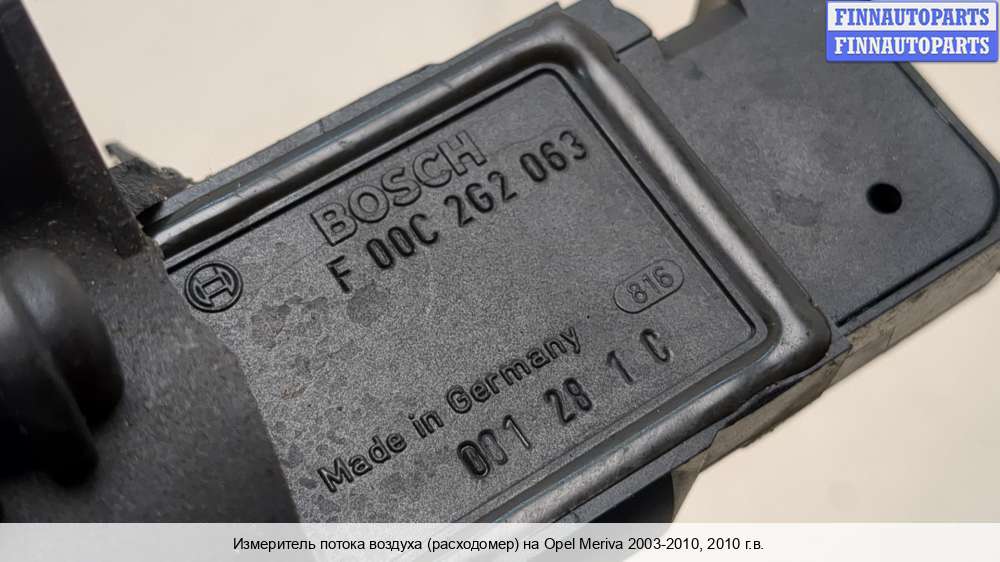 FINNAUTOPARTS
FINNAUTOPARTS
BOSCH
F 00C 2G2 063
816
Made in Germany
001 28 1 C
Измеритель потока воздуха (расходомер) на Opel Meriva 2003-2010, 2010 г.в.